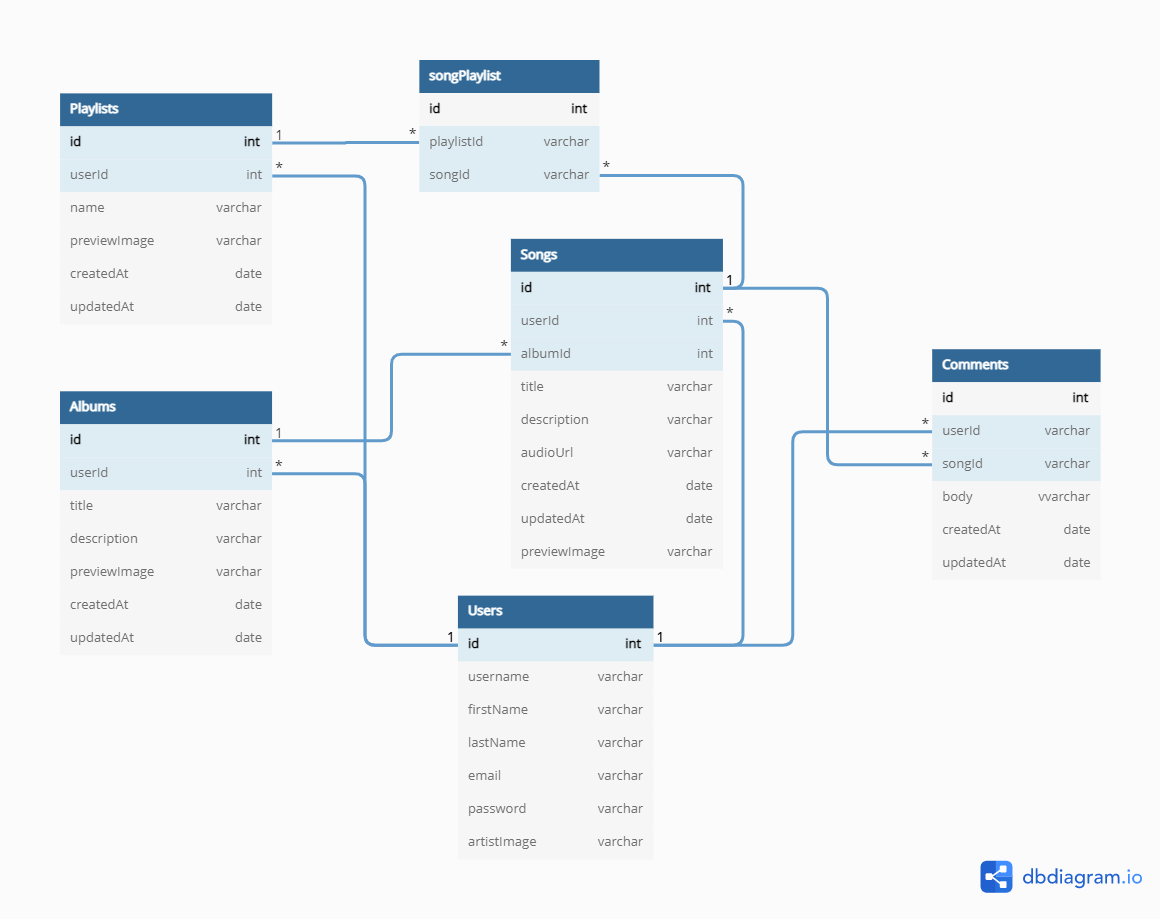 songPlaylist
id int
playlistId varchar
songId varchar
Playlists
id int
userId int
name varchar
previewImage varchar
createdAt date
updatedAt date
1
*
*
*
Songs
id int
userId int
albumId int
title varchar
description varchar
audioUrl varchar
createdAt date
updatedAt date
previewImage varchar
1
*
*
Comments
id int
userId varchar
songId varchar
body vvarchar
createdAt date
updatedAt date
*
*
Albums
id int
userId int
title varchar
description varchar
previewImage varchar
createdAt date
updatedAt date
1
*
Users
id int
username varchar
firstName varchar
lastName varchar
email varchar
password varchar
artistImage varchar
1
1
dbdiagram.io